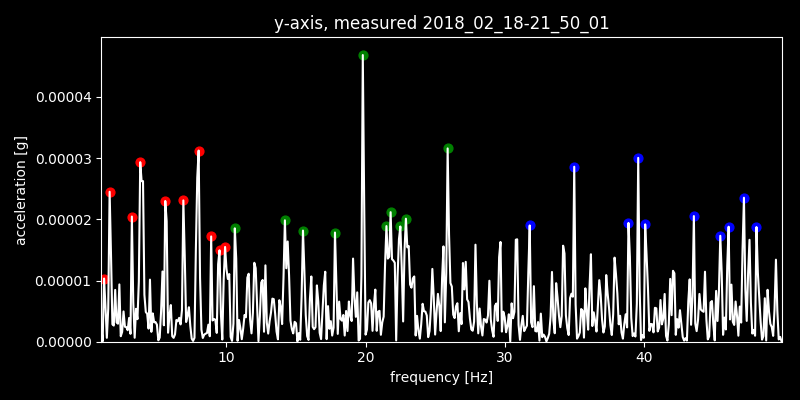 y-axis, measured 2018_02_18-21_50_01
acceleration [g]
0.00004
0.00003
0.00002
0.00001
0.00000
10 20 30 40
frequency [Hz]